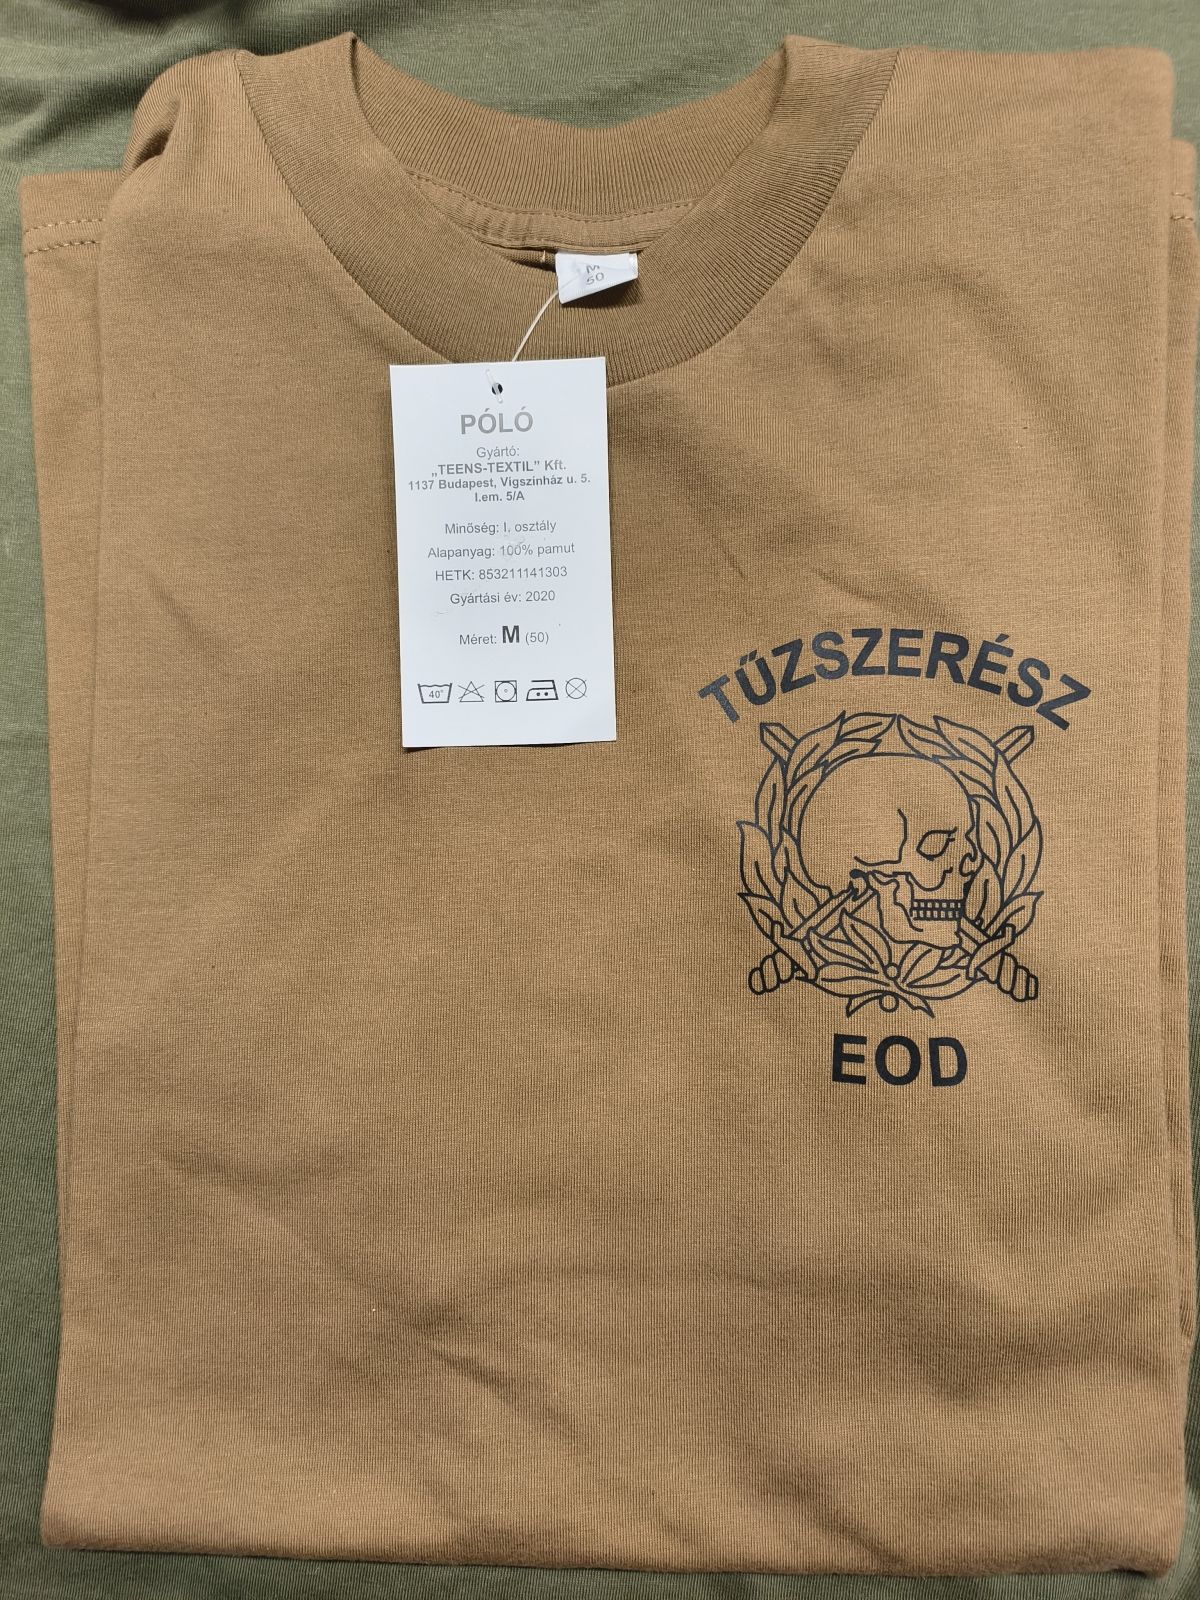 M
50
PÓLÓ
Gyártó:
„TEENS-TEXTIL” Kft.
1137 Budapest, Vigszinház u. 5.
I.em. 5/A
Minőség: I. osztály
Alapanyag: 100% pamut
HETK: 853211141303
Gyártási év: 2020
Méret: M (50)
40°
TŰZSZERÉSZ
EOD